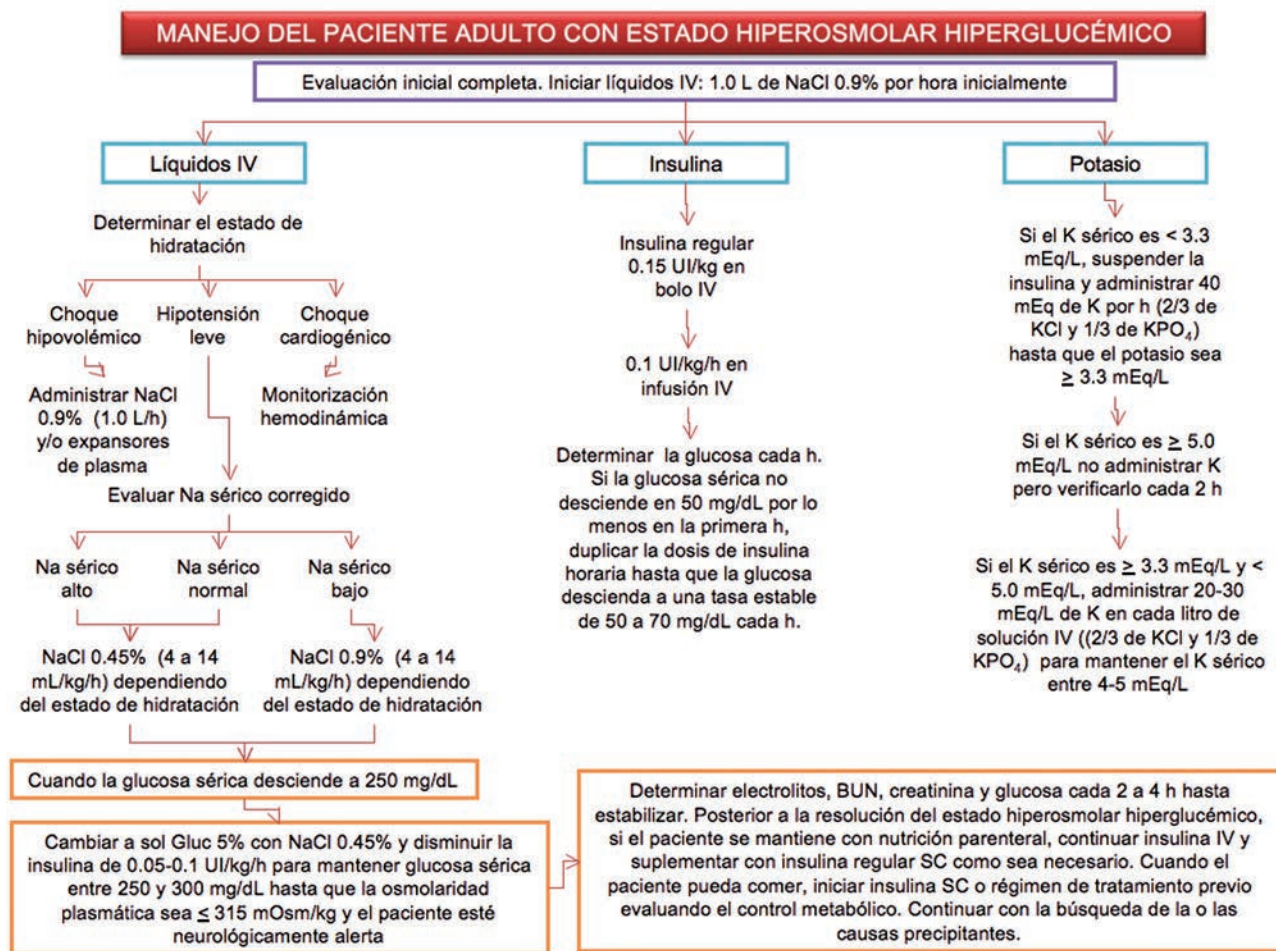 MANEJO DEL PACIENTE ADULTO CON ESTADO HIPEROSMOLAR HIPERGLUCÉMICO
Evaluación inicial completa. Iniciar líquidos IV: 1.0 L de NaCl 0.9% por hora inicialmente
Líquidos IV
Determinar el estado de
hidratación
Choque
hipovolémico
Hipotensión
leve
Choque
cardiogénico
Administrar NaCl
0.9% (1.0 L/h)
y/o expansores
de plasma
Monitorización
hemodinámica
Evaluar Na sérico corregido
Na sérico
alto
Na sérico
normal
Na sérico
bajo
NaCl 0.45% (4 a 14
mL/kg/h) dependiendo
del estado de hidratación
NaCl 0.9% (4 a 14
mL/kg/h) dependiendo
del estado de hidratación
Insulina
Insulina regular
0.15 UI/kg en
bolo IV
0.1 UI/kg/h en
infusión IV
Determinar la glucosa cada h.
Si la glucosa sérica no
desciende en 50 mg/dL por lo
menos en la primera h,
duplicar la dosis de insulina
horaria hasta que la glucosa
descienda a una tasa estable
de 50 a 70 mg/dL cada h.
Potasio
Si el K sérico es < 3.3
mEq/L, suspender la
insulina y administrar 40
mEq de K por h (2/3 de
KCl y 1/3 de KPO₄)
hasta que el potasio sea
≥ 3.3 mEq/L
Si el K sérico es ≥ 5.0
mEq/L no administrar K
pero verificarlo cada 2 h
Si el K sérico es ≥ 3.3 mEq/L y <
5.0 mEq/L, administrar 20-30
mEq/L de K en cada litro de
solución IV ((2/3 de KCl y 1/3 de
KPO₄) para mantener el K sérico
entre 4-5 mEq/L
Cuando la glucosa sérica desciende a 250 mg/dL
Cambiar a sol Gluc 5% con NaCl 0.45% y disminuir la
insulina de 0.05-0.1 UI/kg/h para mantener glucosa sérica
entre 250 y 300 mg/dL hasta que la osmolaridad
plasmática sea ≤ 315 mOsm/kg y el paciente esté
neurológicamente alerta
Determinar electrolitos, BUN, creatinina y glucosa cada 2 a 4 h hasta
estabilizar. Posterior a la resolución del estado hiperosmolar hiperglucémico,
si el paciente se mantiene con nutrición parenteral, continuar insulina IV y
suplementar con insulina regular SC como sea necesario. Cuando el
paciente pueda comer, iniciar insulina SC o régimen de tratamiento previo
evaluando el control metabólico. Continuar con la búsqueda de la o las
causas precipitantes.